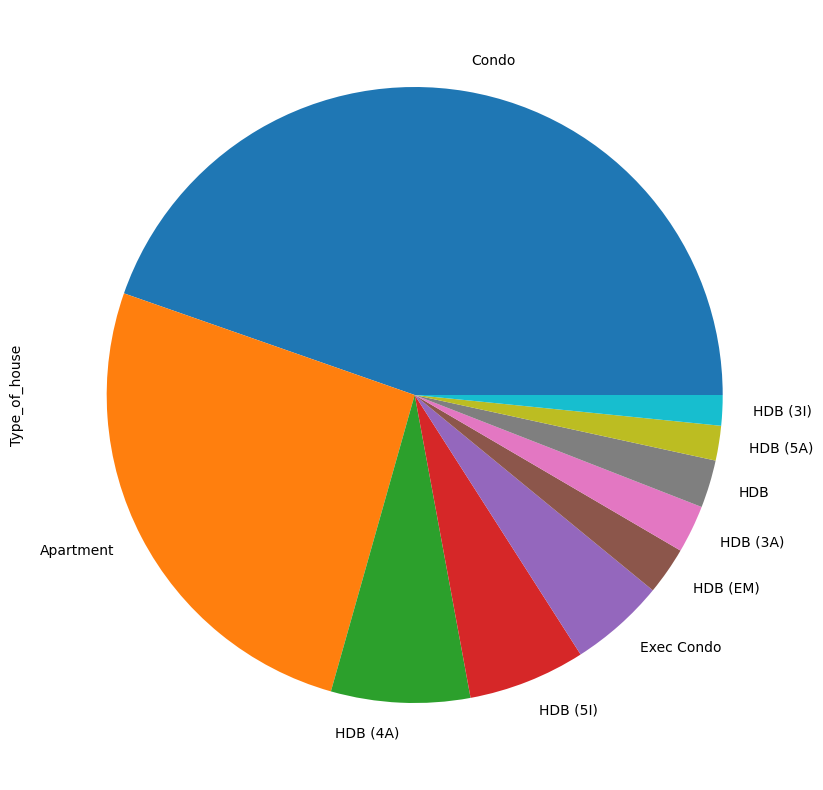 Condo
Type_of_house
Apartment
HDB (4A)
HDB (5I)
Exec Condo
HDB (EM)
HDB (3A)
HDB
HDB (5A)
HDB (3I)